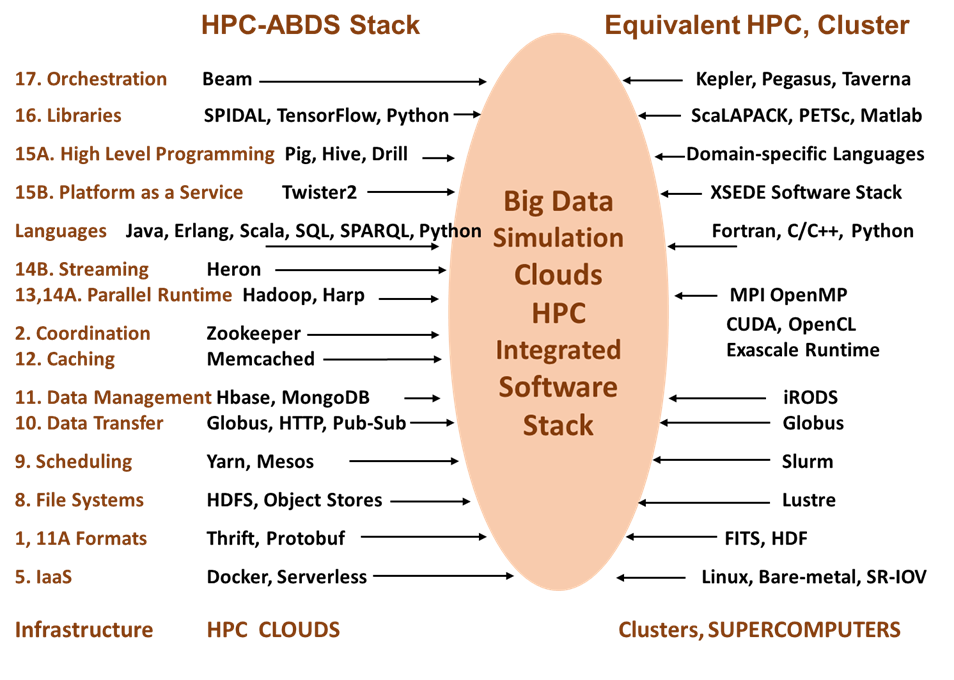 HPC-ABDS Stack Equivalent HPC, Cluster
17. Orchestration Beam Kepler, Pegasus, Taverna
16. Libraries SPIDAL, TensorFlow, Python ScaLAPACK, PETSc, Matlab
15A. High Level Programming Pig, Hive, Drill Domain-specific Languages
15B. Platform as a Service Twister2 XSEDE Software Stack
Languages Java, Erlang, Scala, SQL, SPARQL, Python Fortran, C/C++, Python
14B. Streaming Heron
13,14A. Parallel Runtime Hadoop, Harp MPI OpenMP
CUDA, OpenCL
2. Coordination Zookeeper
Exascale Runtime
12. Caching Memcached
11. Data Management Hbase, MongoDB iRODS
10. Data Transfer Globus, HTTP, Pub-Sub Globus
9. Scheduling Yarn, Mesos Slurm
8. File Systems HDFS, Object Stores Lustre
1, 11A Formats Thrift, Protobuf FITS, HDF
5. IaaS Docker, Serverless Linux, Bare-metal, SR-IOV
Infrastructure HPC CLOUDS Clusters, SUPERCOMPUTERS
Big Data
Simulation
Clouds
HPC
Integrated
Software
Stack